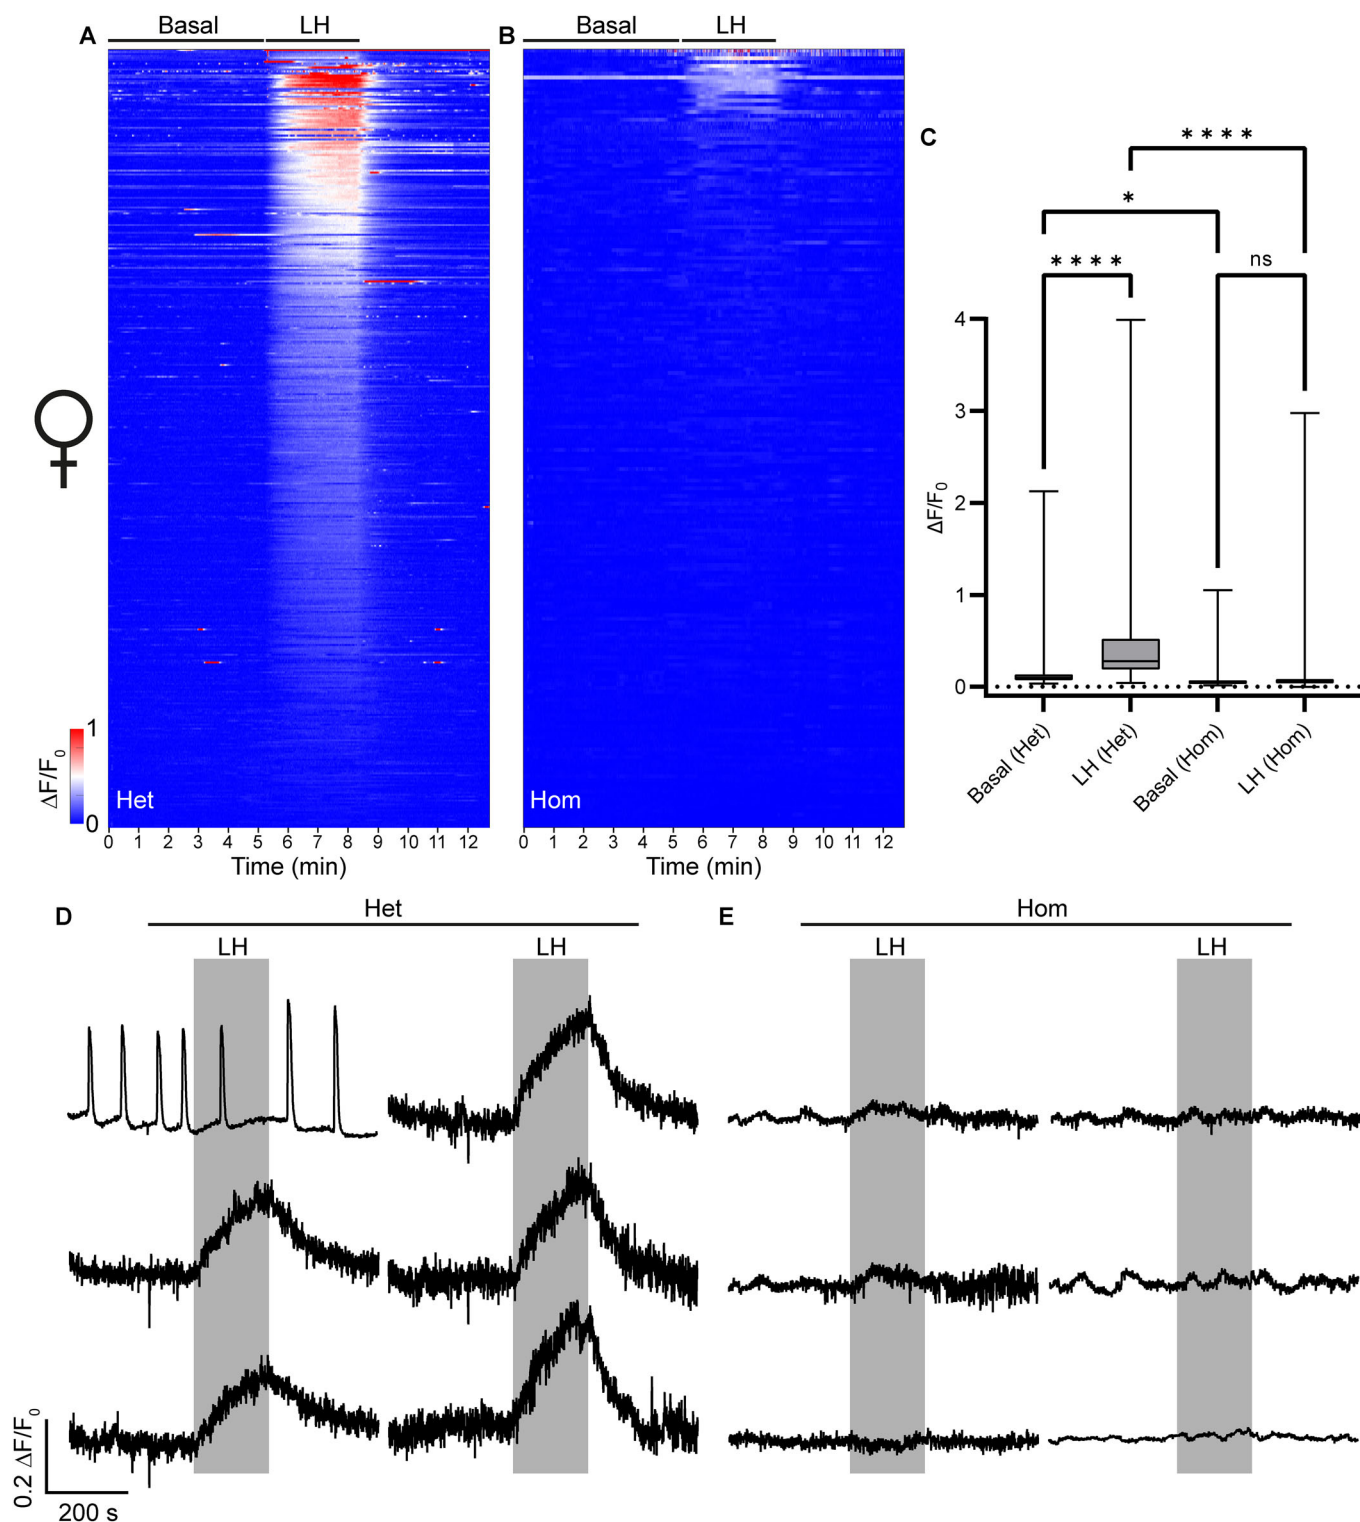 A
Basal
LH
B
Basal
LH
C
****
*
****
ns
♀
4
3
2
1
0
ΔF/F0
Basal (Het)
LH (Het)
Basal (Hom)
LH (Hom)
1
0
ΔF/F0
Het
Hom
0 1 2 3 4 5 6 7 8 9 10 11 12
0 1 2 3 4 5 6 7 8 9 10 11 12
Time (min)
Time (min)
D
Het
E
Hom
LH
LH
LH
LH
0.2 ΔF/F0
200 s